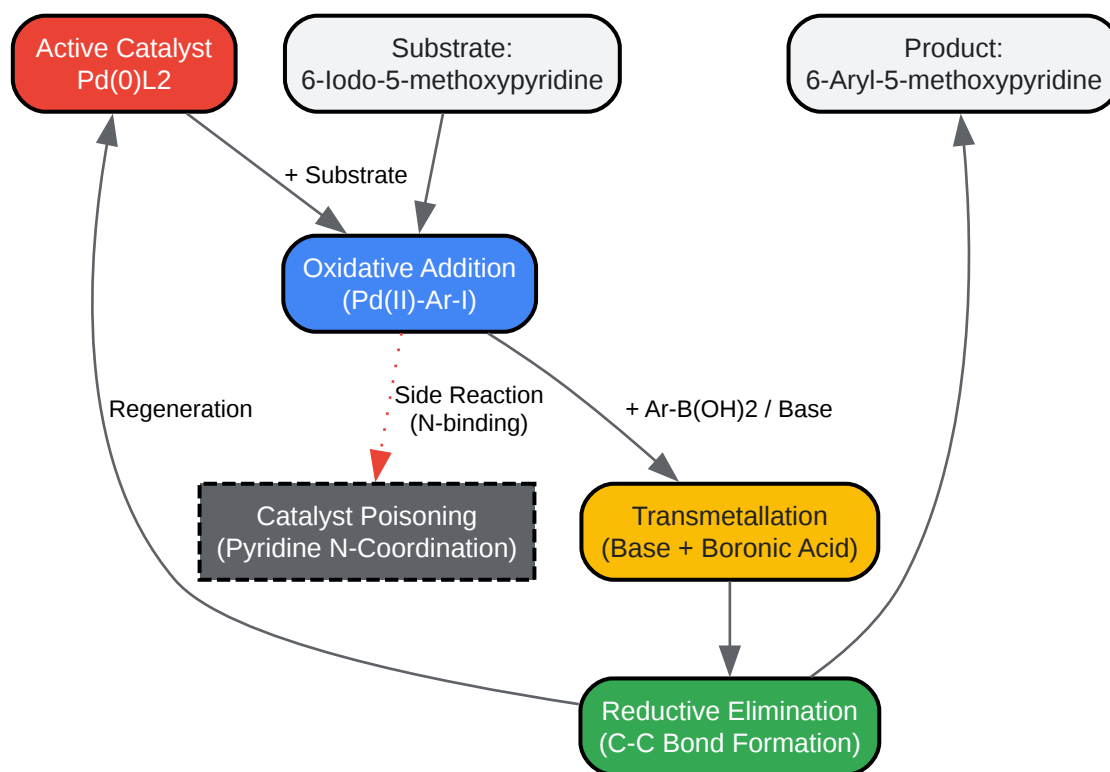 Active Catalyst
Pd(0)L2
Substrate:
6-Iodo-5-methoxypyridine
Product:
6-Aryl-5-methoxypyridine
+ Substrate
Oxidative Addition
(Pd(II)-Ar-I)
Regeneration
Side Reaction
(N-binding)
+ Ar-B(OH)2 / Base
Catalyst Poisoning
(Pyridine N-Coordination)
Transmetallation
(Base + Boronic Acid)
Reductive Elimination
(C-C Bond Formation)